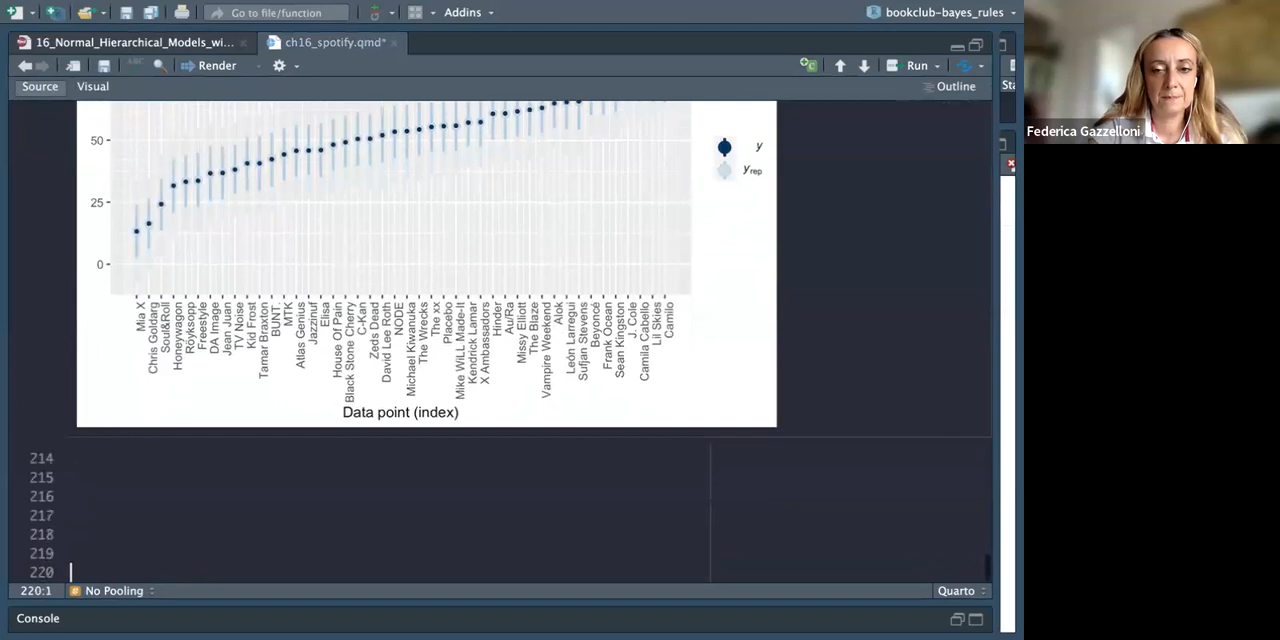 Go to file/function
Addins
bookclub-bayes_rules
16_Normal_Hierarchical_Models_wi...
ch16_spotify.qmd*
ABC
Render
Run
Source
Visual
Outline
Sta
50
25
0
y
yrep
Mia X
Chris Goldarg
Soul&Roll
Honeywagon
Röyksopp
Freestyle
DA Image
Jean Juan
TV Noise
Kid Frost
Tamar Braxton
BUNT.
MTK
Atlas Genius
Jazzinuf
Elisa
House Of Pain
Black Stone Cherry
C-Kan
Zeds Dead
David Lee Roth
NODE
Michael Kiwanuka
The Wrecks
The xx
Placebo
Mike WiLL Made-It
Kendrick Lamar
X Ambassadors
Hinder
Au/Ra
Missy Elliott
The Blaze
Vampire Weekend
Alok
León Larregui
Sufjan Stevens
Beyoncé
Frank Ocean
Sean Kingston
J. Cole
Camila Cabello
Lil Skies
Camilo
Data point (index)
214
215
216
217
218
219
220
220:1
No Pooling
Quarto
Console
Federica Gazzelloni